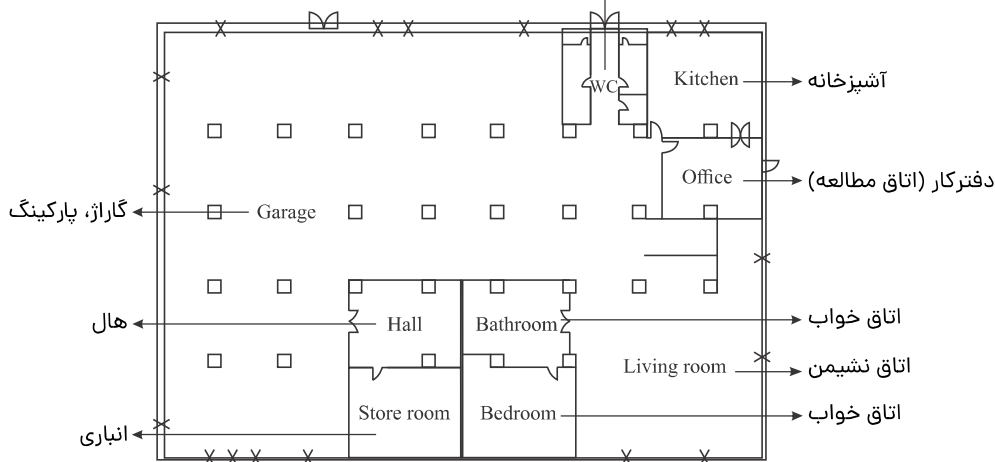 Kitchen
آشپزخانه
WC
Office
دفترکار (اتاق مطالعه)
گاراژ، پارکینگ
Garage
هال
Hall
Bathroom
اتاق خواب
Living room
اتاق نشیمن
Store room
Bedroom
اتاق خواب
انباری